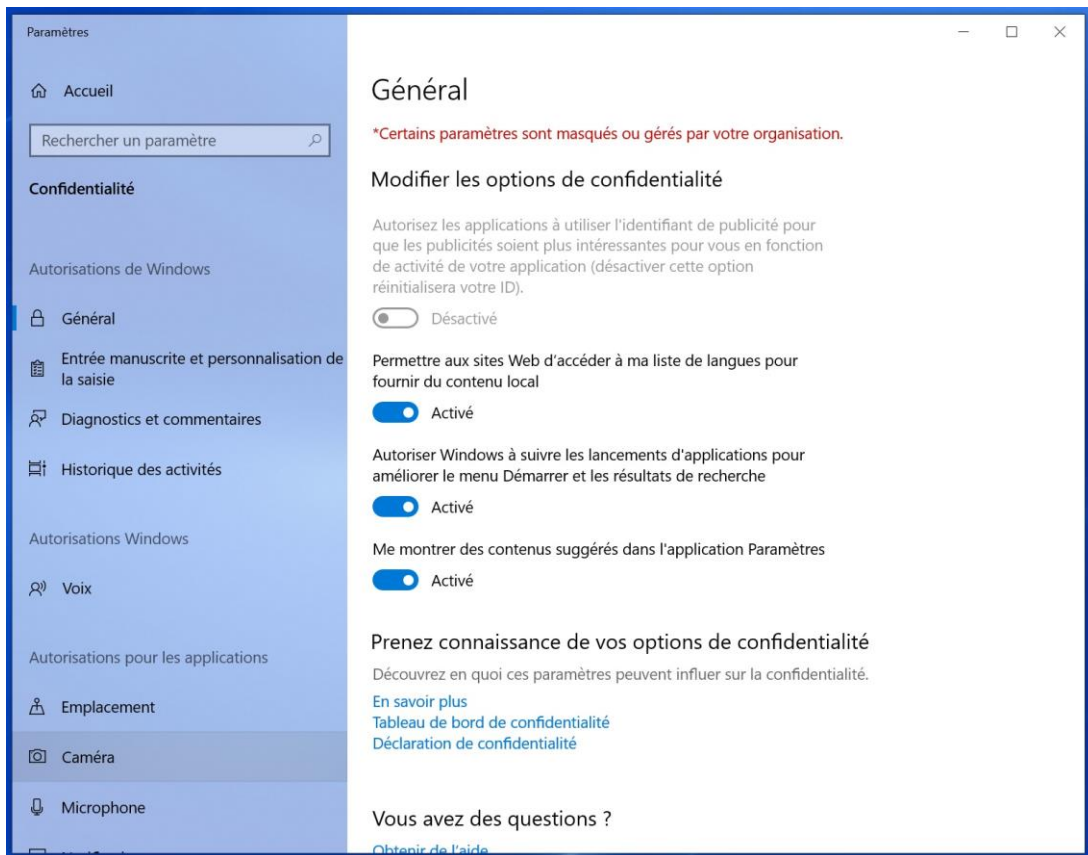 Paramètres
Accueil
Rechercher un paramètre
Confidentialité
Autorisations de Windows
Général
Entrée manuscrite et personnalisation de
la saisie
Diagnostics et commentaires
Historique des activités
Autorisations Windows
Voix
Autorisations pour les applications
Emplacement
Caméra
Microphone
Général
*Certains paramètres sont masqués ou gérés par votre organisation.
Modifier les options de confidentialité
Autorisez les applications à utiliser l'identifiant de publicité pour
que les publicités soient plus intéressantes pour vous en fonction
de activité de votre application (désactiver cette option
réinitialisera votre ID).
Désactivé
Permettre aux sites Web d'accéder à ma liste de langues pour
fournir du contenu local
Activé
Autoriser Windows à suivre les lancements d'applications pour
améliorer le menu Démarrer et les résultats de recherche
Activé
Me montrer des contenus suggérés dans l'application Paramètres
Activé
Prenez connaissance de vos options de confidentialité
Découvrez en quoi ces paramètres peuvent influer sur la confidentialité.
En savoir plus
Tableau de bord de confidentialité
Déclaration de confidentialité
Vous avez des questions ?
Obtenir de l'aide